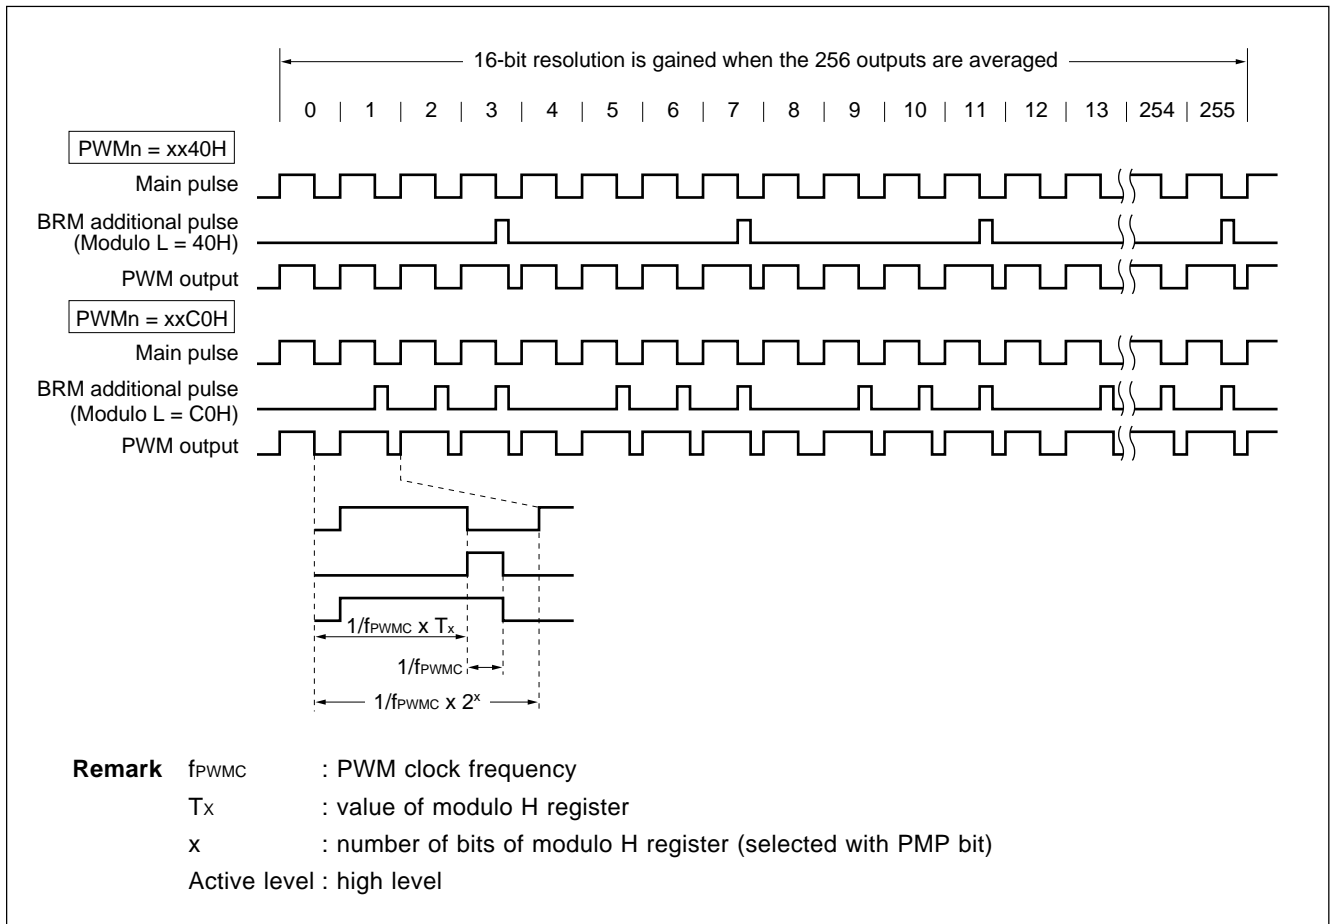 16-bit resolution is gained when the 256 outputs are averaged
0 | 1 | 2 | 3 | 4 | 5 | 6 | 7 | 8 | 9 | 10 | 11 | 12 | 13 | 254 | 255
PWMn = xx40H
Main pulse
BRM additional pulse
(Modulo L = 40H)
PWM output
PWMn = xxC0H
Main pulse
BRM additional pulse
(Modulo L = C0H)
PWM output
1/fPWMC x Tx
1/fPWMC
1/fPWMC x 2ˣ
Remark fPWMC : PWM clock frequency
TX : value of modulo H register
x : number of bits of modulo H register (selected with PMP bit)
Active level : high level